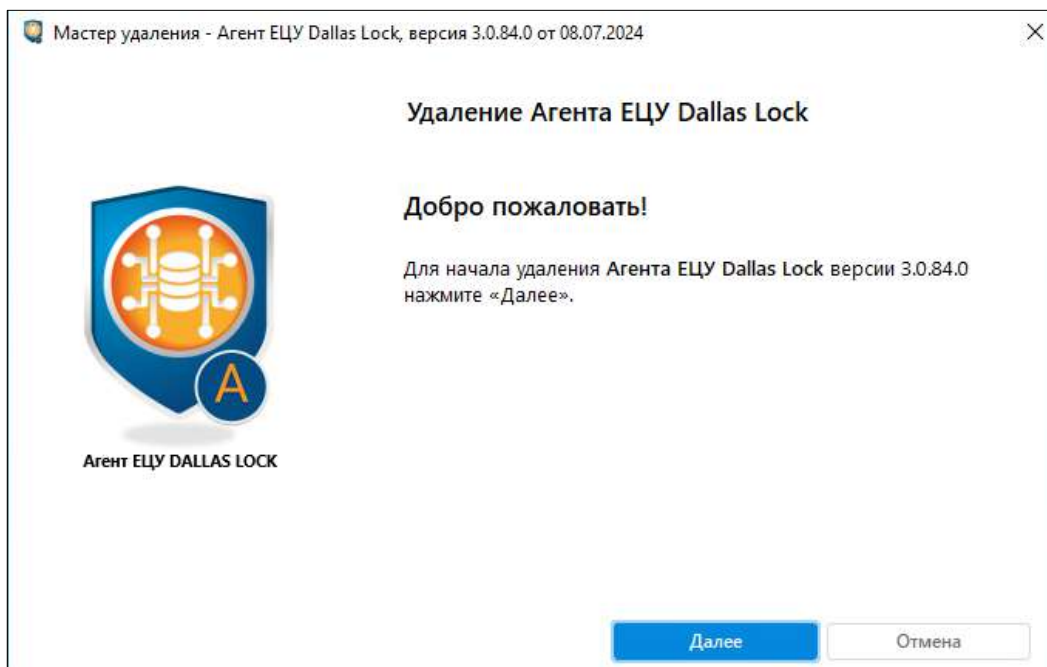 Мастер удаления - Агент ЕЦУ Dallas Lock, версия 3.0.84.0 от 08.07.2024
Удаление Агента ЕЦУ Dallas Lock
Добро пожаловать!
Для начала удаления Агента ЕЦУ Dallas Lock версии 3.0.84.0
нажмите «Далее».
A
Агент ЕЦУ DALLAS LOCK
Далее
Отмена